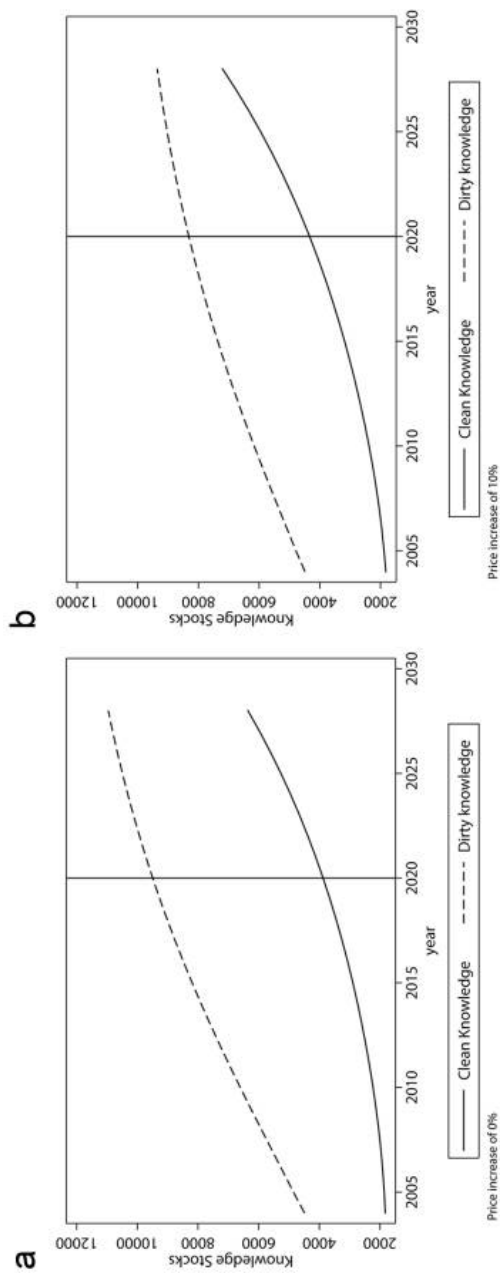 a
12000
10000
8000
6000
4000
2000
Knowledge Stocks
2005
2010
2015
2020
2025
2030
year
Clean Knowledge
Dirty knowledge
Price increase of 0%
b
12000
10000
8000
6000
4000
2000
Knowledge Stocks
2005
2010
2015
2020
2025
2030
year
Clean Knowledge
Dirty knowledge
Price increase of 10%